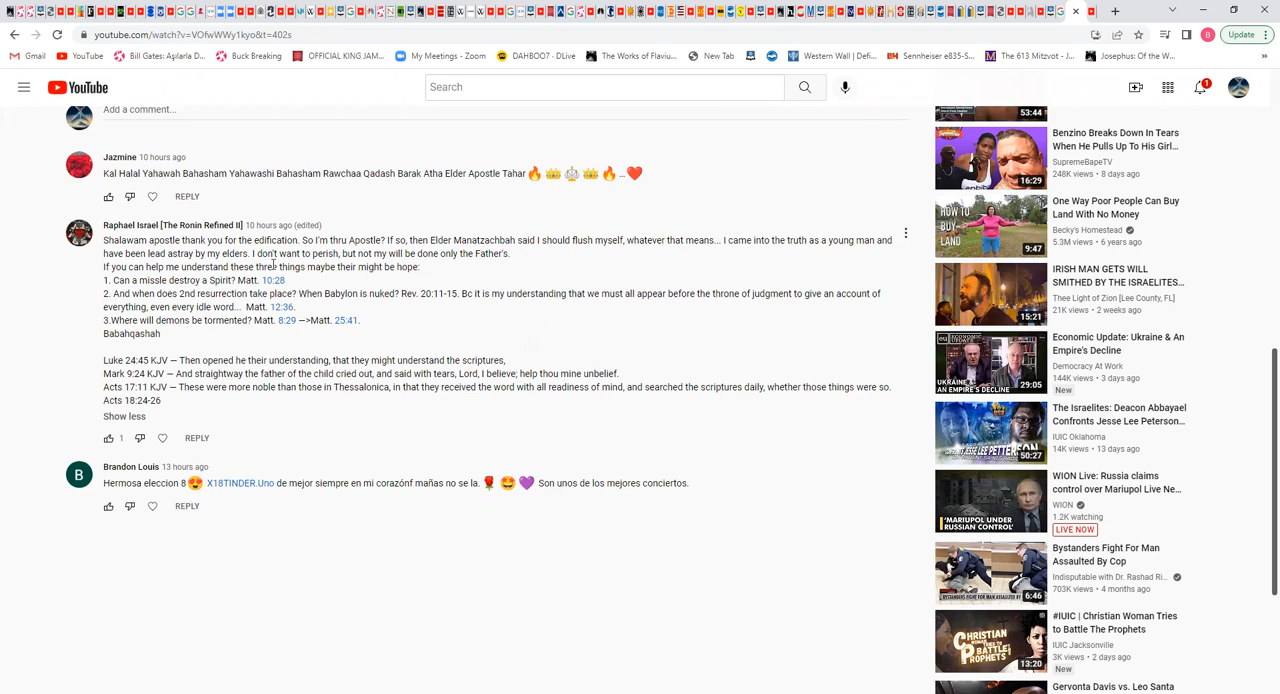 youtube.com/watch?v=VOfwWWy1kyo&t=402s
B
Update
Gmail
YouTube
Bill Gates: Aşılarla D...
Buck Breaking
OFFICIAL KING JAM...
My Meetings - Zoom
DAHBOO7 - DLive
The Works of Flaviu...
New Tab
Western Wall | Defi...
Sennheiser e835-S...
The 613 Mitzvot - J...
Josephus: Of the W...
»
YouTube
Search
1
Add a comment...
Jazmine 10 hours ago
Kal Halal Yahawah Bahasham Yahawashi Bahasham Rawchaa Qadash Barak Atha Elder Apostle Tahar🔥 👑 ⚖️ 👑 🔥 ...❤️
REPLY
Raphael Israel [The Ronin Refined II] 10 hours ago (edited)
Shalawam apostle thank you for the edification. So I'm thru Apostle? If so, then Elder Manatzachbah said I should flush myself, whatever that means... I came into the truth as a young man and
have been lead astray by my elders. I don't want to perish, but not my will be done only the Father's.
If you can help me understand these three things maybe their might be hope:
1. Can a missle destroy a Spirit? Matt. 10:28
2. And when does 2nd resurrection take place? When Babylon is nuked? Rev. 20:11-15. Bc it is my understanding that we must all appear before the throne of judgment to give an account of
everything, even every idle word... Matt. 12:36.
3.Where will demons be tormented? Matt. 8:29 —>Matt. 25:41.
Babahqashah
Luke 24:45 KJV — Then opened he their understanding, that they might understand the scriptures,
Mark 9:24 KJV — And straightway the father of the child cried out, and said with tears, Lord, I believe; help thou mine unbelief.
Acts 17:11 KJV — These were more noble than those in Thessalonica, in that they received the word with all readiness of mind, and searched the scriptures daily, whether those things were so.
Acts 18:24-26
Show less
1 REPLY
B
Brandon Louis 13 hours ago
Hermosa eleccion 8😍 X18TINDER.Uno de mejor siempre en mi corazónf mañas no se la. 🌹 🤩 💜 Son unos de los mejores conciertos.
REPLY
53:44
Benzino Breaks Down In Tears
When He Pulls Up To His Girl...
SupremeBapeTV
248K views • 8 days ago
16:29
HOW TO
BUY
LAND
9:47
One Way Poor People Can Buy
Land With No Money
Becky's Homestead
5.3M views • 6 years ago
IRISH MAN GETS WILL
SMITHED BY THE ISRAELITES...
Thee Light of Zion [Lee County, FL]
21K views • 2 weeks ago
15:21
UKRAINE &
AN EMPIRE'S DECLINE
29:05
Economic Update: Ukraine & An
Empire's Decline
Democracy At Work
144K views • 3 days ago
New
The Israelites: Deacon Abbayael
Confronts Jesse Lee Peterson...
IUIC Oklahoma
14K views • 13 days ago
50:27
'MARIUPOL UNDER
RUSSIAN CONTROL'
WION Live: Russia claims
control over Mariupol Live Ne...
WION
1.2K watching
LIVE NOW
Bystanders Fight For Man
Assaulted By Cop
Indisputable with Dr. Rashad Ri...
703K views • 4 months ago
6:46
CHRISTIAN
WOMAN
TRIES TO
BATTLE THE
PROPHETS
13:20
#IUIC | Christian Woman Tries
to Battle The Prophets
IUIC Jacksonville
3K views • 2 days ago
New
Gervonta Davis vs. Leo Santa